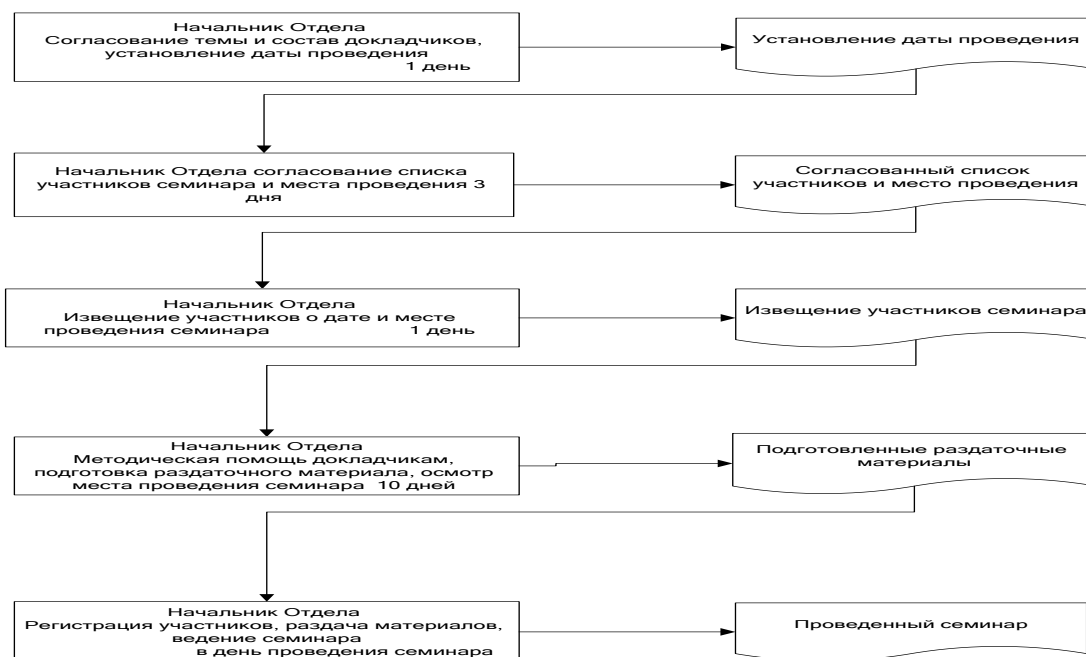 Начальник Отдела
Согласование темы и состав докладчиков,
установление даты проведения
1 день
Установление даты проведения
Начальник Отдела согласование списка
участников семинара и места проведения 3
дня
Согласованный список
участников и место проведения
Начальник Отдела
Извещение участников о дате и месте
проведения семинара 1 день
Извещение участников семинара
Начальник Отдела
Методическая помощь докладчикам,
подготовка раздаточного материала, осмотр
места проведения семинара 10 дней
Подготовленные раздаточные
материалы
Начальник Отдела
Регистрация участников, раздача материалов,
ведение семинара
в день проведения семинара
Проведенный семинар